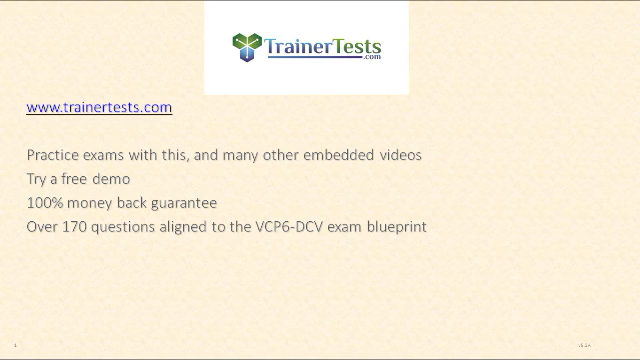 TrainerTests
.com
www.trainertests.com
Practice exams with this, and many other embedded videos
Try a free demo
100% money back guarantee
Over 170 questions aligned to the VCP6-DCV exam blueprint